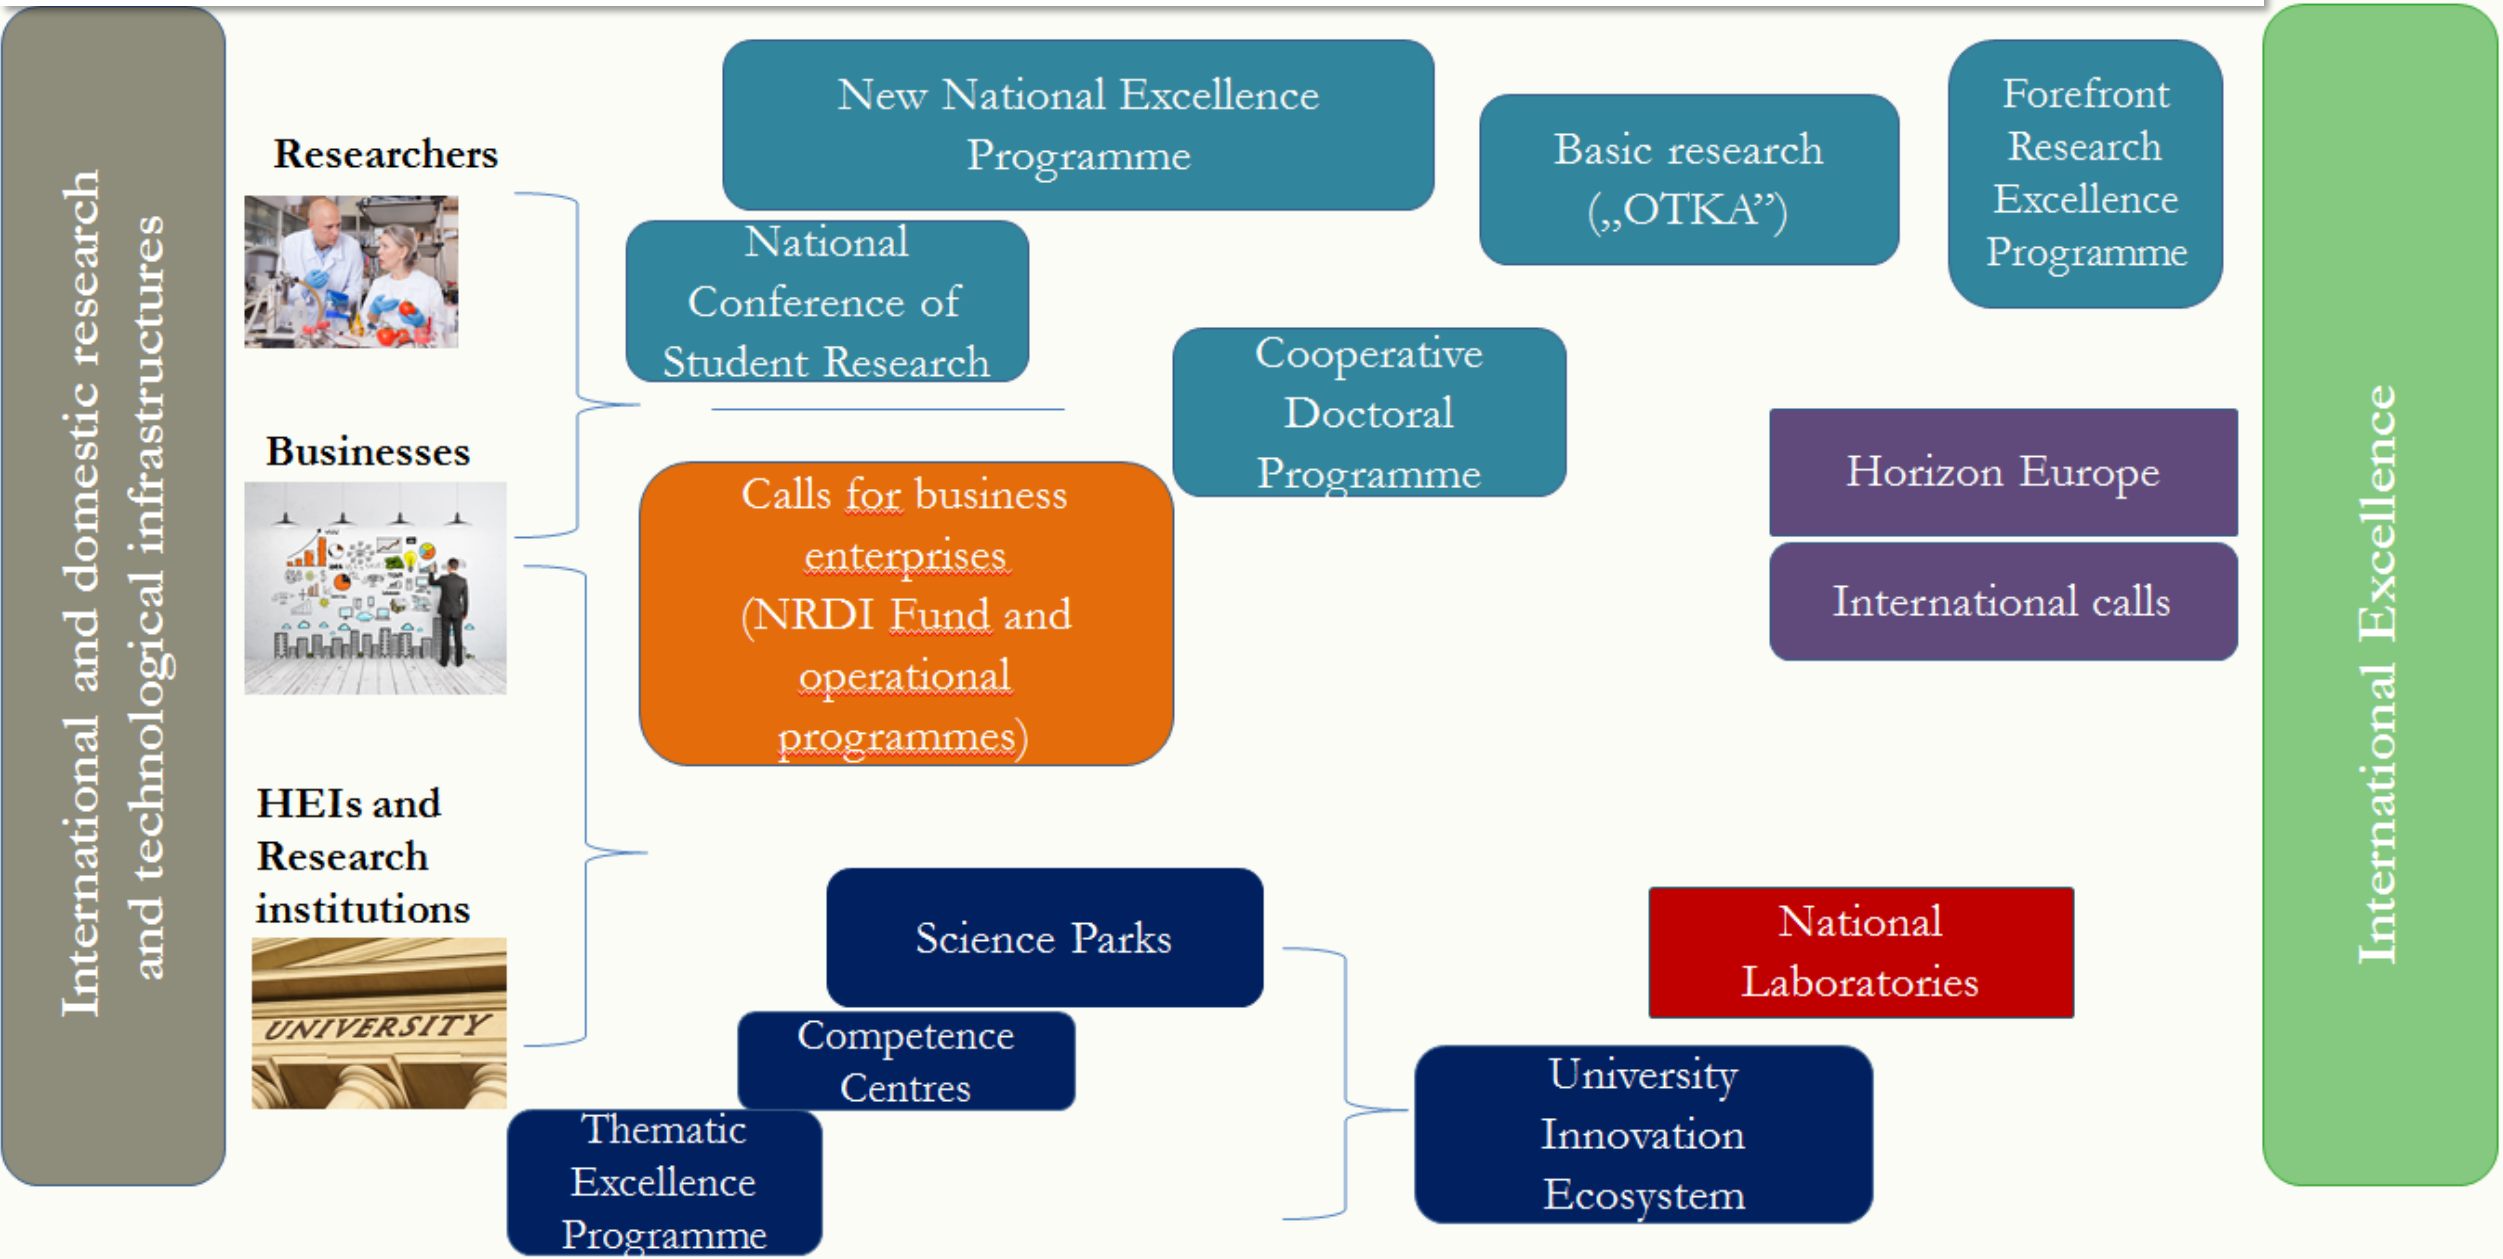 International and domestic research
and technological infrastructures
Researchers
Businesses
HEIs and
Research
institutions
UNIVERSITY
New National Excellence
Programme
National
Conference of
Student Research
Basic research
(„OTKA”)
Forefront
Research
Excellence
Programme
Cooperative
Doctoral
Programme
Calls for business
enterprises
(NRDI Fund and
operational
programmes)
Horizon Europe
International calls
Science Parks
Competence
Centres
Thematic
Excellence
Programme
National
Laboratories
University
Innovation
Ecosystem
International Excellence